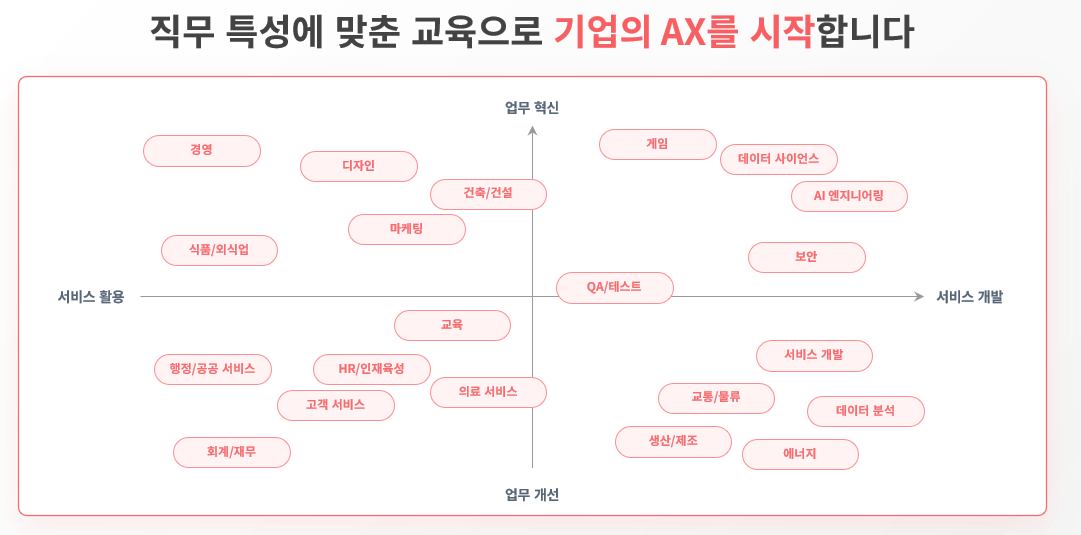 직무 특성에 맞춘 교육으로 기업의 AX를 시작합니다
업무 혁신
경영
게임
디자인
데이터 사이언스
건축/건설
AI 엔지니어링
마케팅
식품/외식업
보안
QA/테스트
서비스 활용
서비스 개발
교육
서비스 개발
행정/공공 서비스
HR/인재육성
의료 서비스
교통/물류
고객 서비스
데이터 분석
생산/제조
회계/재무
에너지
업무 개선